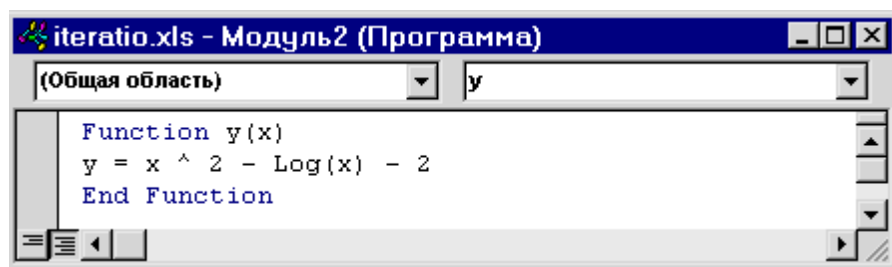 iteratio.xls - Модуль2 (Программа)
(Общая область) y
Function y(x)
y = x ^ 2 - Log(x) - 2
End Function